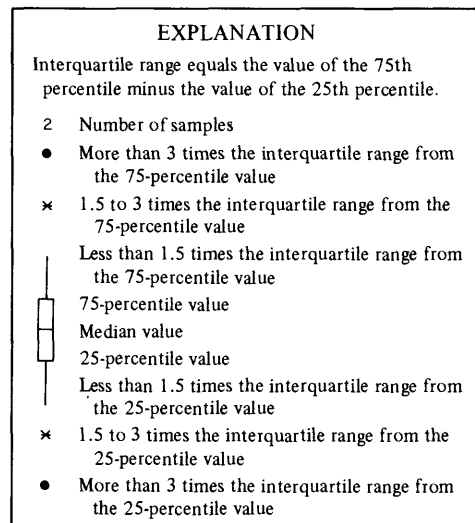 EXPLANATION
Interquartile range equals the value of the 75th
percentile minus the value of the 25th percentile.
2 Number of samples
More than 3 times the interquartile range from
the 75-percentile value
1.5 to 3 times the interquartile range from the
75-percentile value
Less than 1.5 times the interquartile range from
the 75-percentile value
75-percentile value
Median value
25-percentile value
Less than 1.5 times the interquartile range from
the 25-percentile value
1.5 to 3 times the interquartile range from the
25-percentile value
More than 3 times the interquartile range from
the 25-percentile value